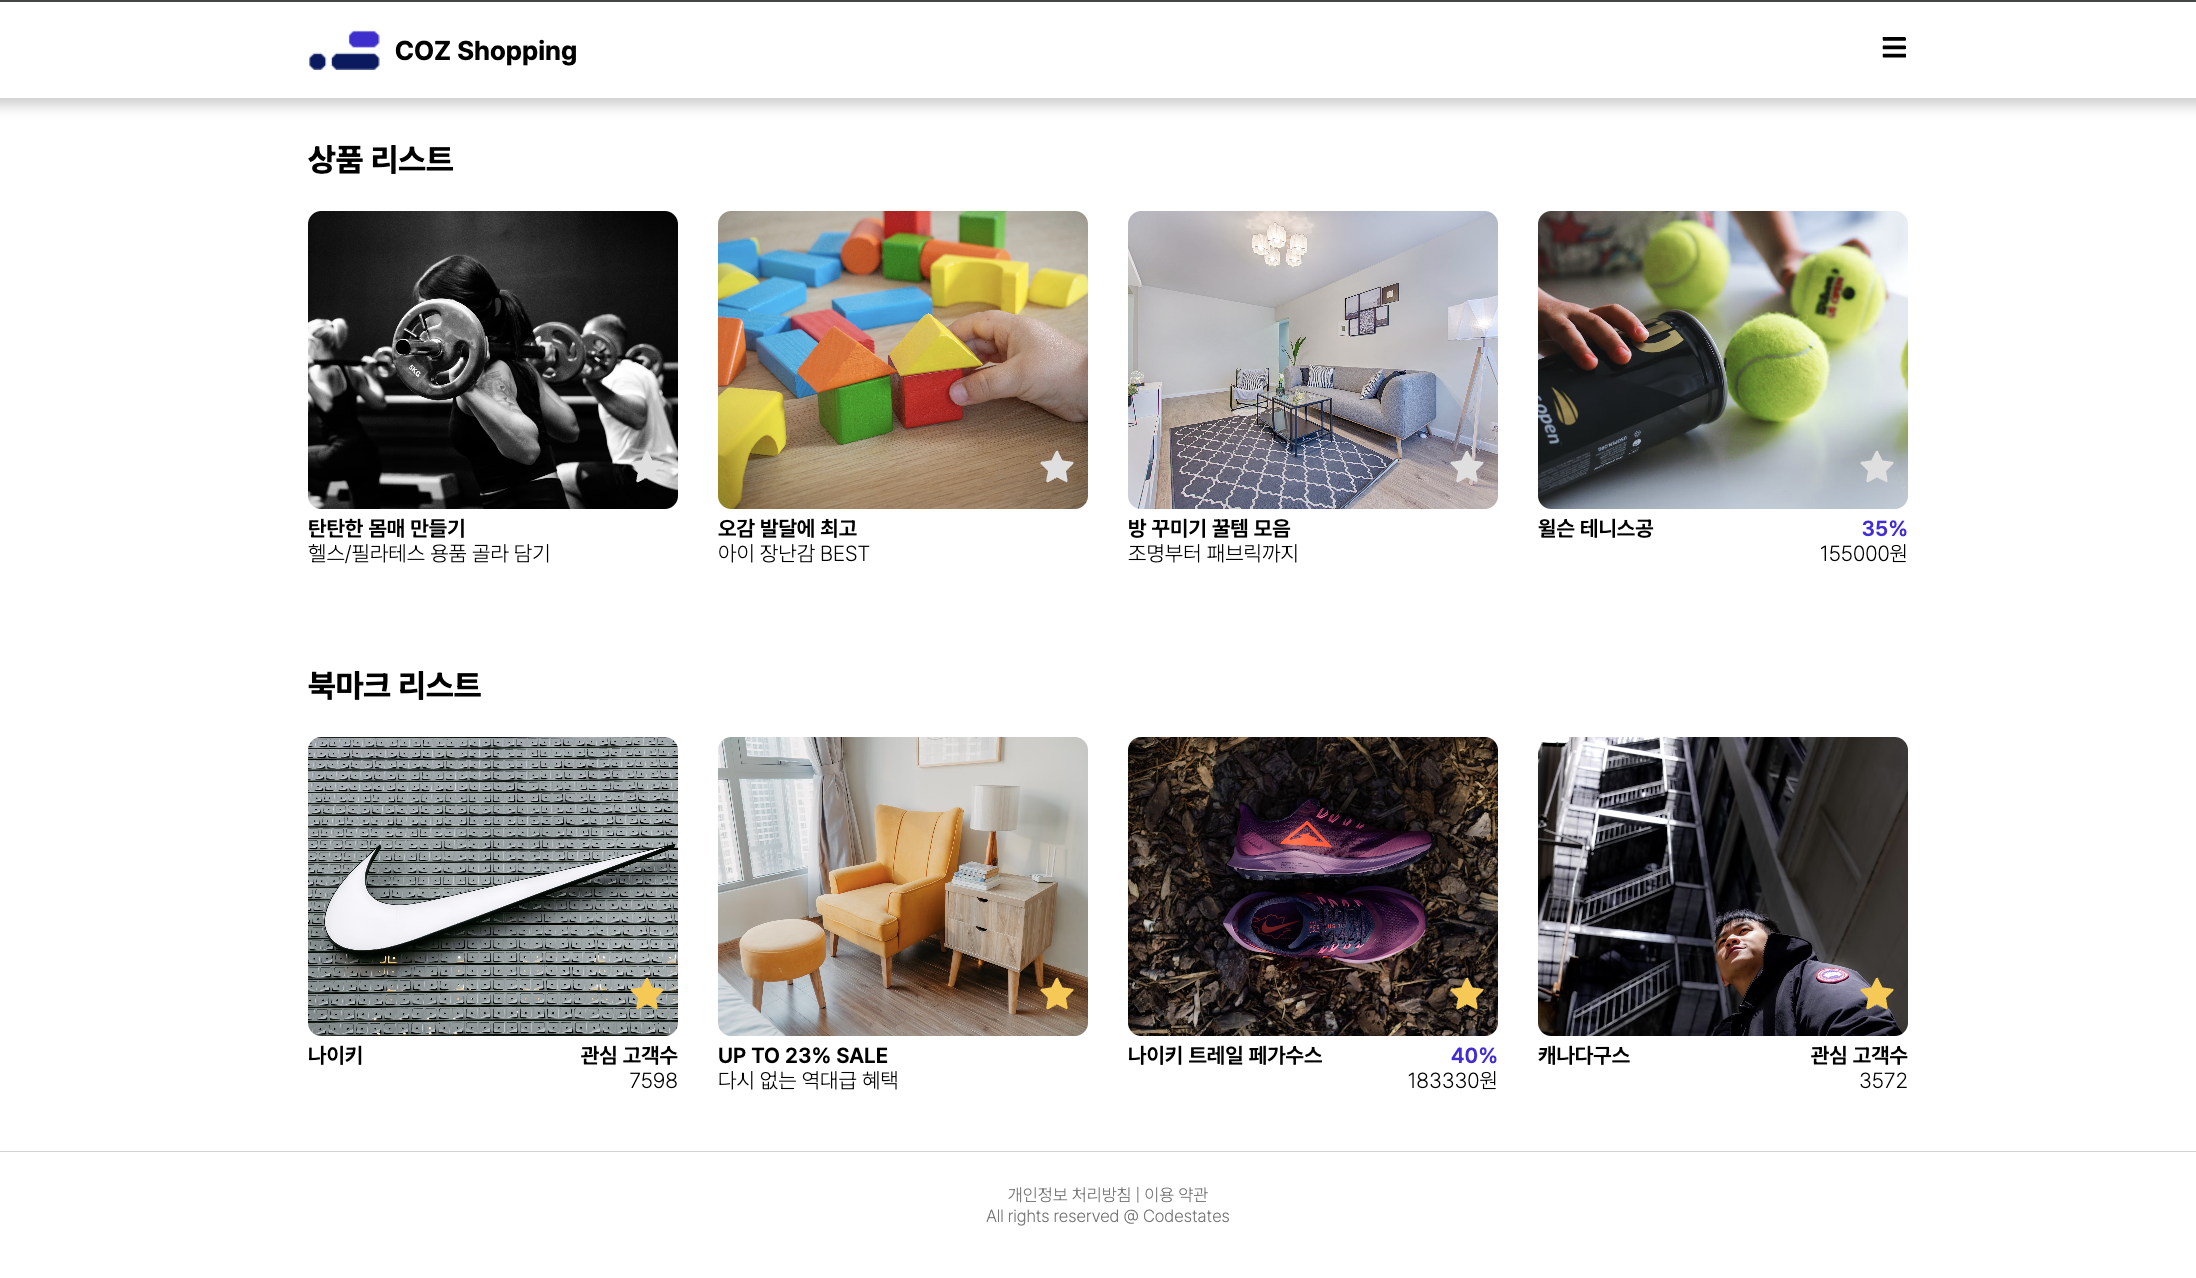 COZ Shopping
상품 리스트
5KG
open
탄탄한 몸매 만들기
헬스/필라테스 용품 골라 담기
오감 발달에 최고
아이 장난감 BEST
방 꾸미기 꿀템 모음
조명부터 패브릭까지
윌슨 테니스공 35%
155000원
북마크 리스트
나이키 관심 고객수
7598
UP TO 23% SALE
다시 없는 역대급 혜택
나이키 트레일 페가수스 40%
183330원
캐나다구스 관심 고객수
3572
개인정보 처리방침 | 이용 약관
All rights reserved @ Codestates